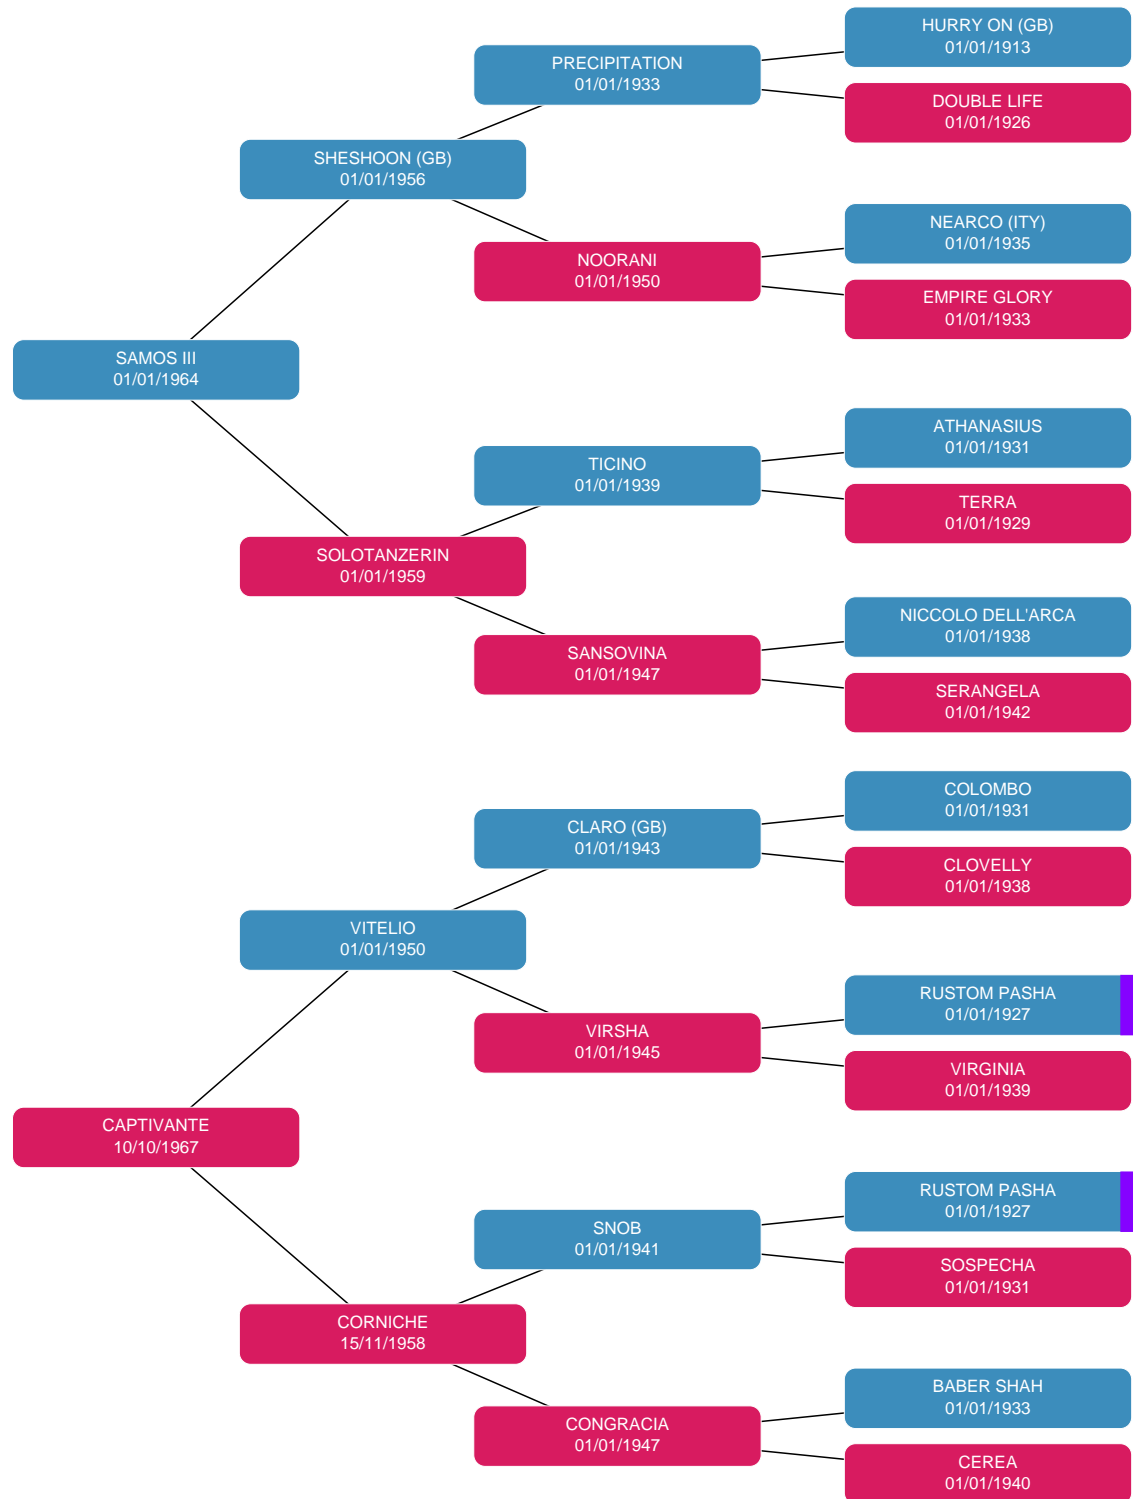 HURRY ON (GB)
01/01/1913
PRECIPITATION
01/01/1933
DOUBLE LIFE
01/01/1926
SHESHOON (GB)
01/01/1956
NEARCO (ITY)
01/01/1935
NOORANI
01/01/1950
EMPIRE GLORY
01/01/1933
SAMOS III
01/01/1964
ATHANASIUS
01/01/1931
TICINO
01/01/1939
TERRA
01/01/1929
SOLOTANZERIN
01/01/1959
NICCOLO DELL'ARCA
01/01/1938
SANSOVINA
01/01/1947
SERANGELA
01/01/1942
COLOMBO
01/01/1931
CLARO (GB)
01/01/1943
CLOVELLY
01/01/1938
VITELIO
01/01/1950
RUSTOM PASHA
01/01/1927
VIRSHA
01/01/1945
VIRGINIA
01/01/1939
CAPTIVANTE
10/10/1967
RUSTOM PASHA
01/01/1927
SNOB
01/01/1941
SOSPECHA
01/01/1931
CORNICHE
15/11/1958
BABER SHAH
01/01/1933
CONGRACIA
01/01/1947
CEREA
01/01/1940